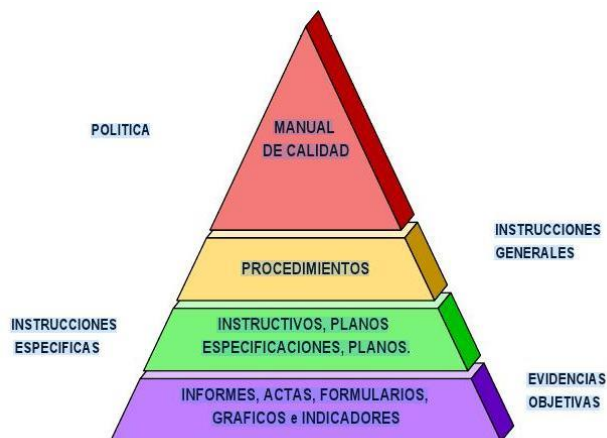 POLITICA
MANUAL
DE CALIDAD
INSTRUCCIONES
GENERALES
PROCEDIMIENTOS
INSTRUCCIONES
ESPECIFICAS
INSTRUCTIVOS, PLANOS
ESPECIFICACIONES, PLANOS.
EVIDENCIAS
OBJETIVAS
INFORMES, ACTAS, FORMULARIOS,
GRAFICOS e INDICADORES